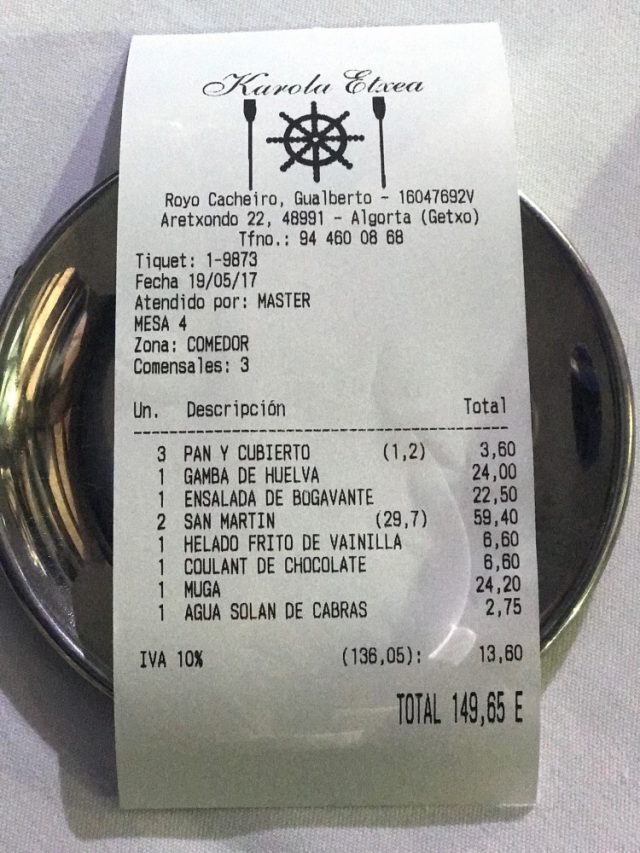 Karola Etxea
Royo Cacheiro, Gualberto - 16047692V
Aretxondo 22, 48991 - Algorta (Getxo)
Tfno.: 94 460 08 68
Tiquet: 1-9873
Fecha 19/05/17
Atendido por: MASTER
MESA 4
Zona: COMEDOR
Comensales: 3
Un. Descripción Total
3 PAN Y CUBIERTO (1,2) 3,60
1 GAMBA DE HUELVA 24,00
1 ENSALADA DE BOGAVANTE 22,50
2 SAN MARTIN (29,7) 59,40
1 HELADO FRITO DE VAINILLA 6,60
1 COULANT DE CHOCOLATE 6,60
1 MUGA 24,20
1 AGUA SOLAN DE CABRAS 2,75
IVA 10% (136,05): 13,60
TOTAL 149,65 E